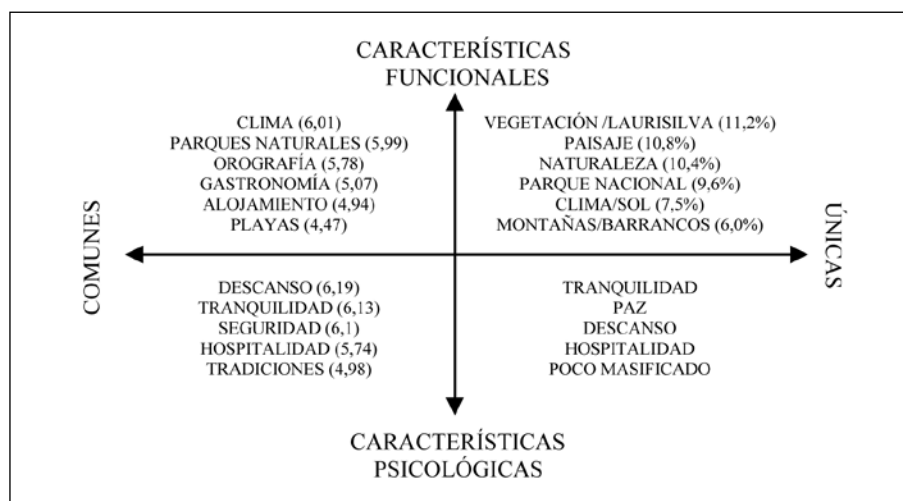 CARACTERÍSTICAS
FUNCIONALES
CLIMA (6,01)
PARQUES NATURALES (5,99)
OROGRAFÍA (5,78)
GASTRONOMÍA (5,07)
ALOJAMIENTO (4,94)
PLAYAS (4,47)
VEGETACIÓN /LAURISILVA (11,2%)
PAISAJE (10,8%)
NATURALEZA (10,4%)
PARQUE NACIONAL (9,6%)
CLIMA/SOL (7,5%)
MONTAÑAS/BARRANCOS (6,0%)
COMUNES
ÚNICAS
DESCANSO (6,19)
TRANQUILIDAD (6,13)
SEGURIDAD (6,1)
HOSPITALIDAD (5,74)
TRADICIONES (4,98)
TRANQUILIDAD
PAZ
DESCANSO
HOSPITALIDAD
POCO MASIFICADO
CARACTERÍSTICAS
PSICOLÓGICAS